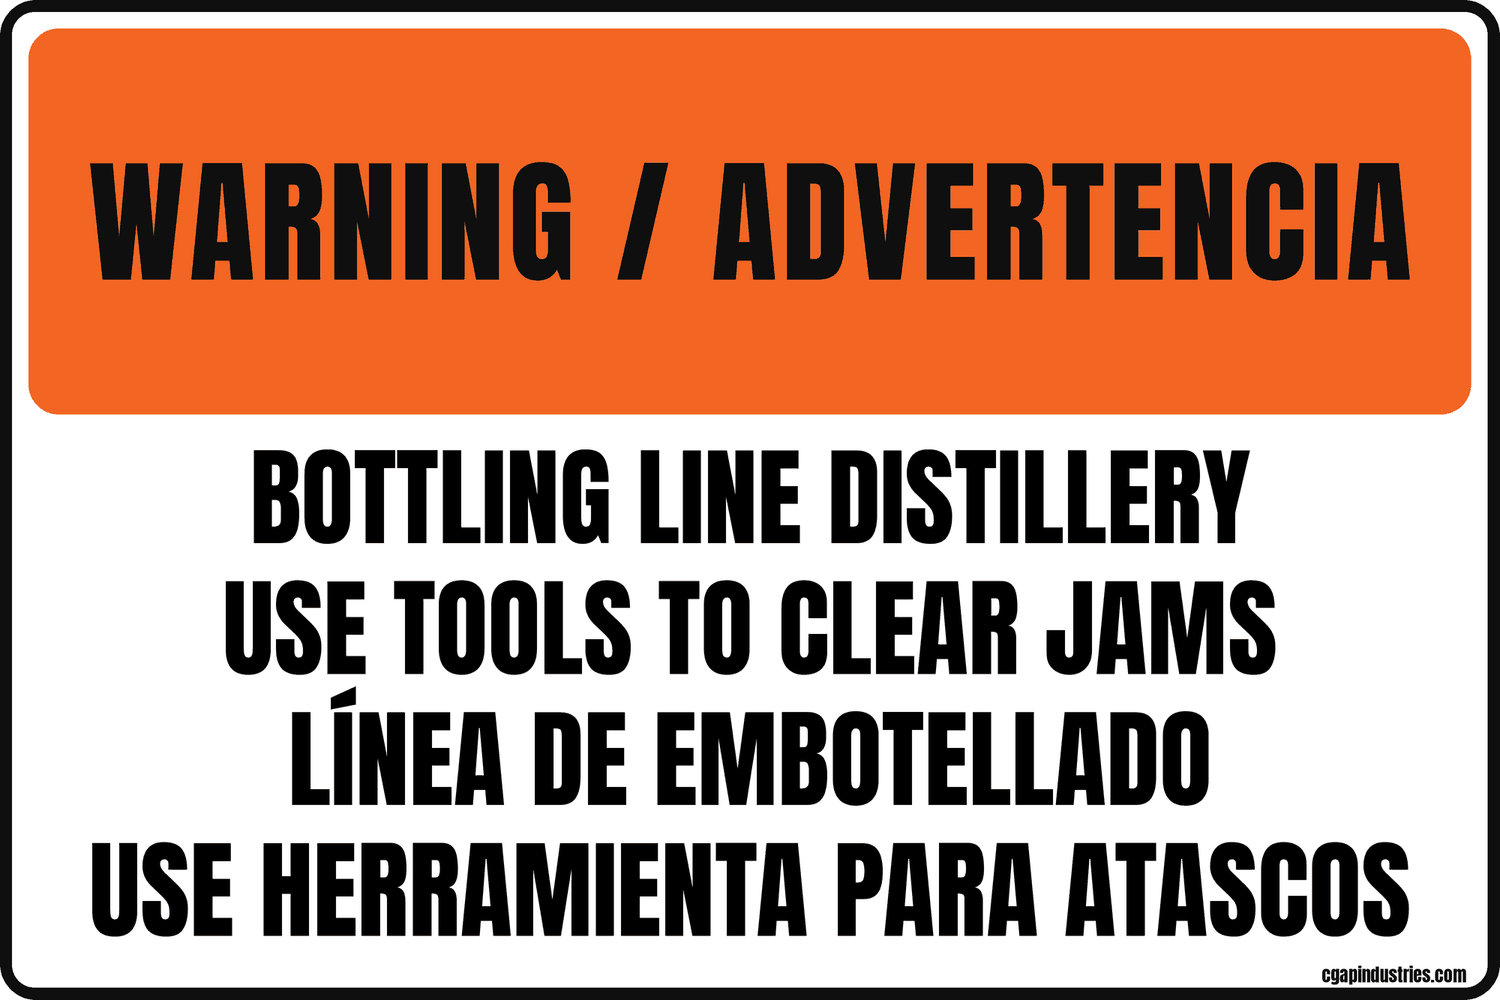 WARNING / ADVERTENCIA
BOTTLING LINE DISTILLERY
USE TOOLS TO CLEAR JAMS
LÍNEA DE EMBOTELLADO
USE HERRAMIENTA PARA ATASCOS
cgapindustries.com